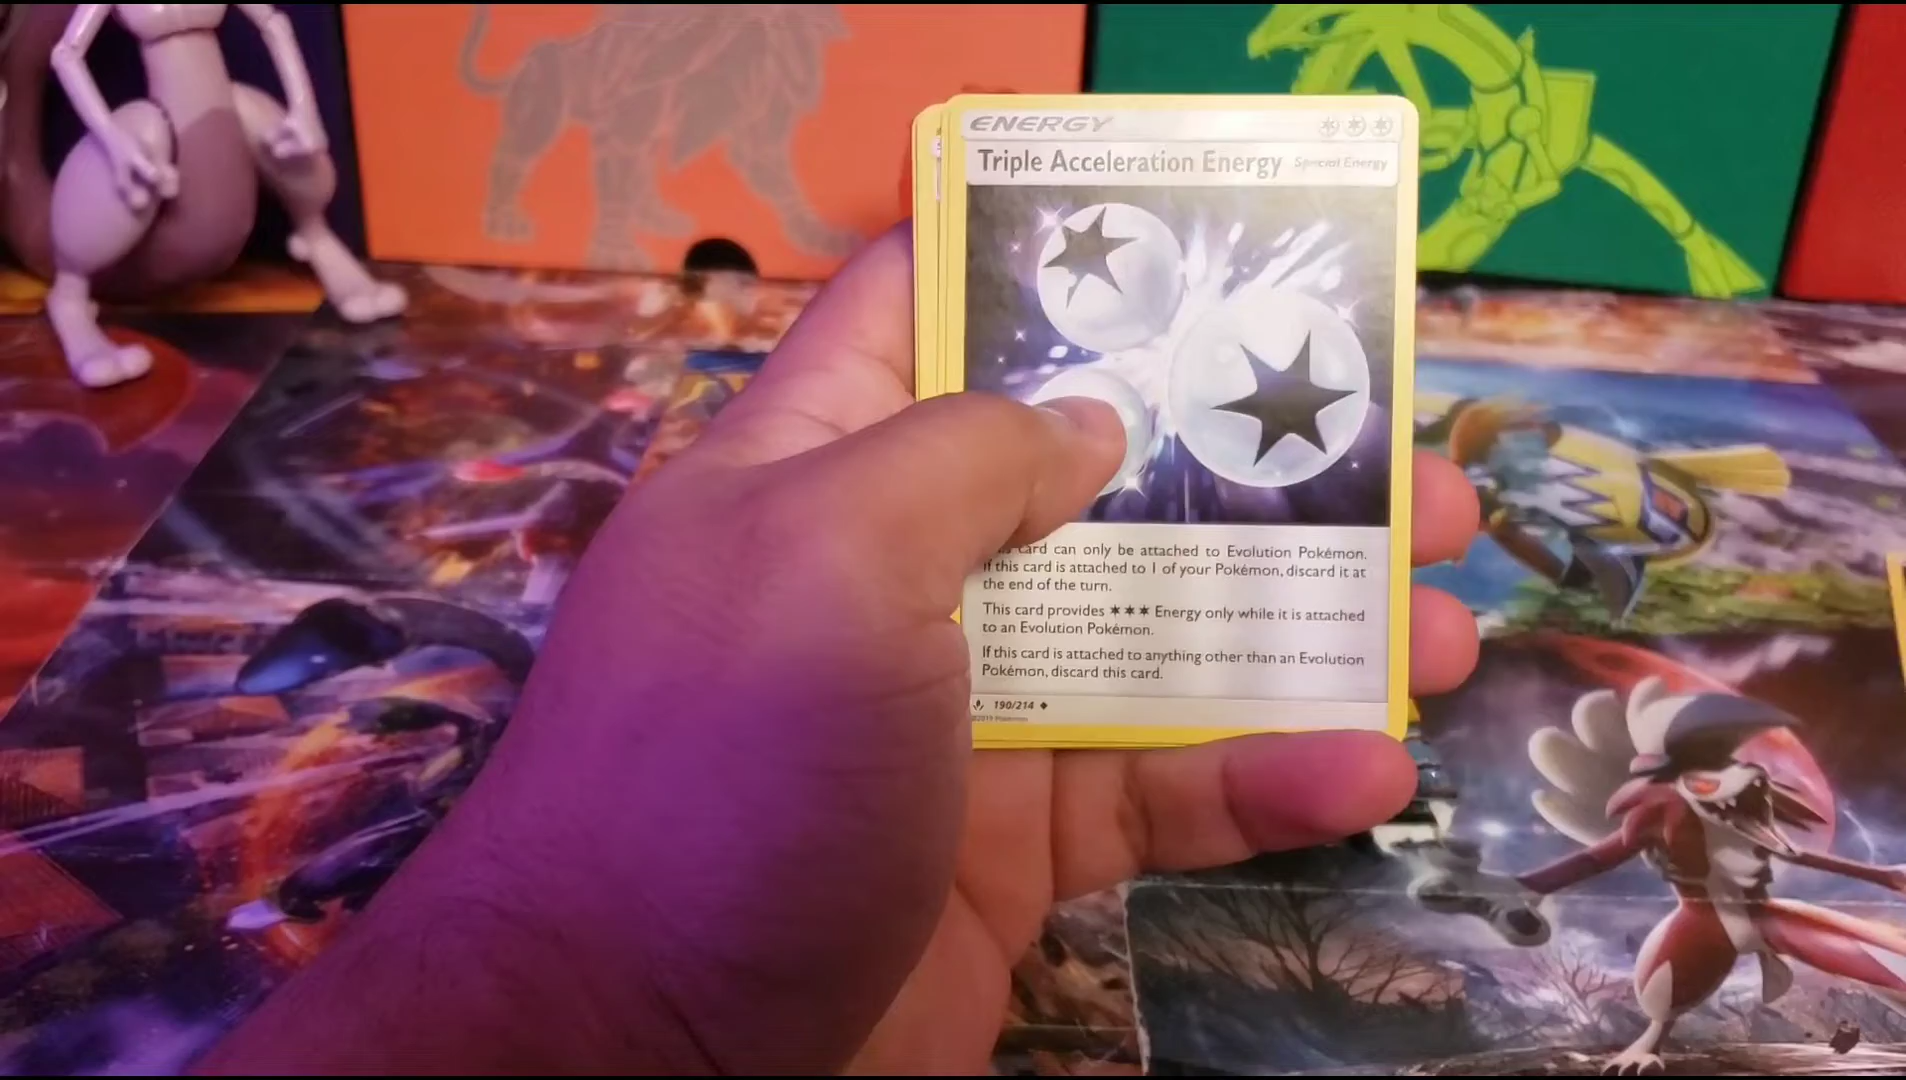 ENERGY
Triple Acceleration Energy Special Energy
card can only be attached to Evolution Pokémon.
If this card is attached to 1 of your Pokémon, discard it at
the end of the turn.
This card provides ✶✶✶ Energy only while it is attached
to an Evolution Pokémon.
If this card is attached to anything other than an Evolution
Pokémon, discard this card.
190/214
©2019 Pokémon